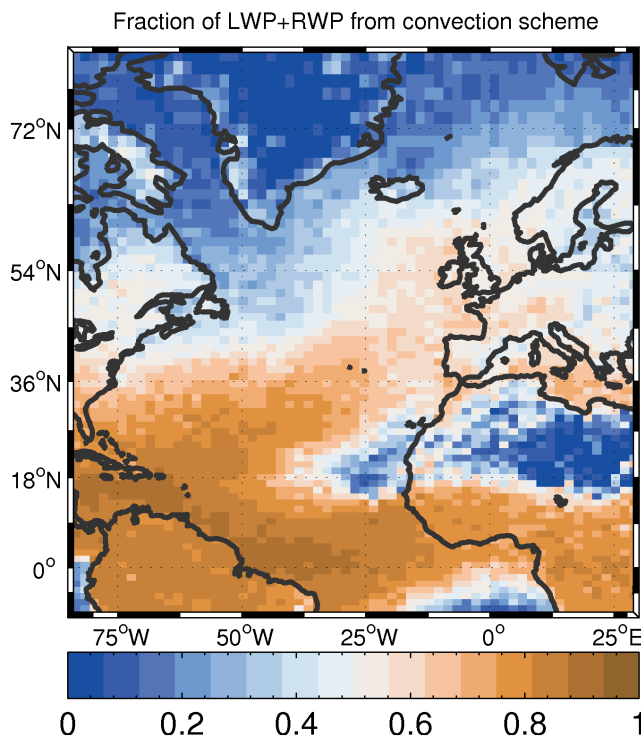 Fraction of LWP+RWP from convection scheme
72°N
54°N
36°N
18°N
0°
75°W 50°W 25°W 0° 25°E
0 0.2 0.4 0.6 0.8 1